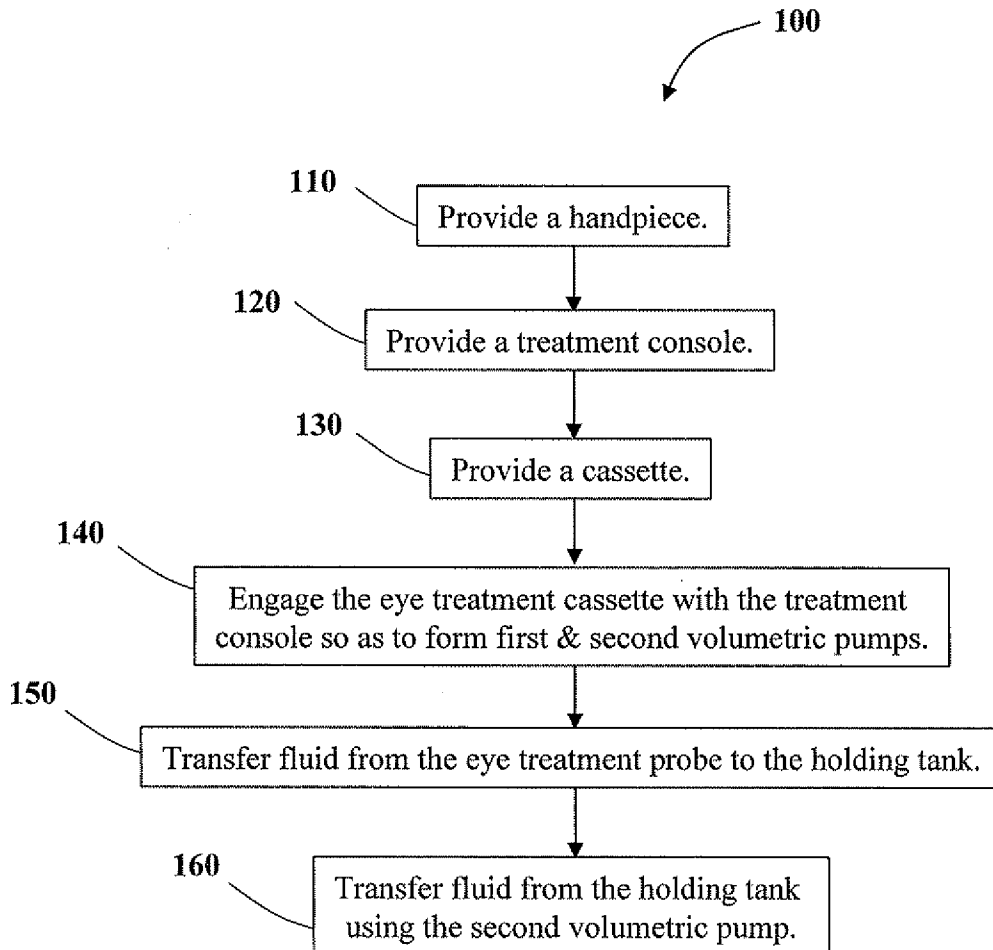 100
110
Provide a handpiece.
120
Provide a treatment console.
130
Provide a cassette.
140
Engage the eye treatment cassette with the treatment
console so as to form first & second volumetric pumps.
150
Transfer fluid from the eye treatment probe to the holding tank.
160
Transfer fluid from the holding tank
using the second volumetric pump.